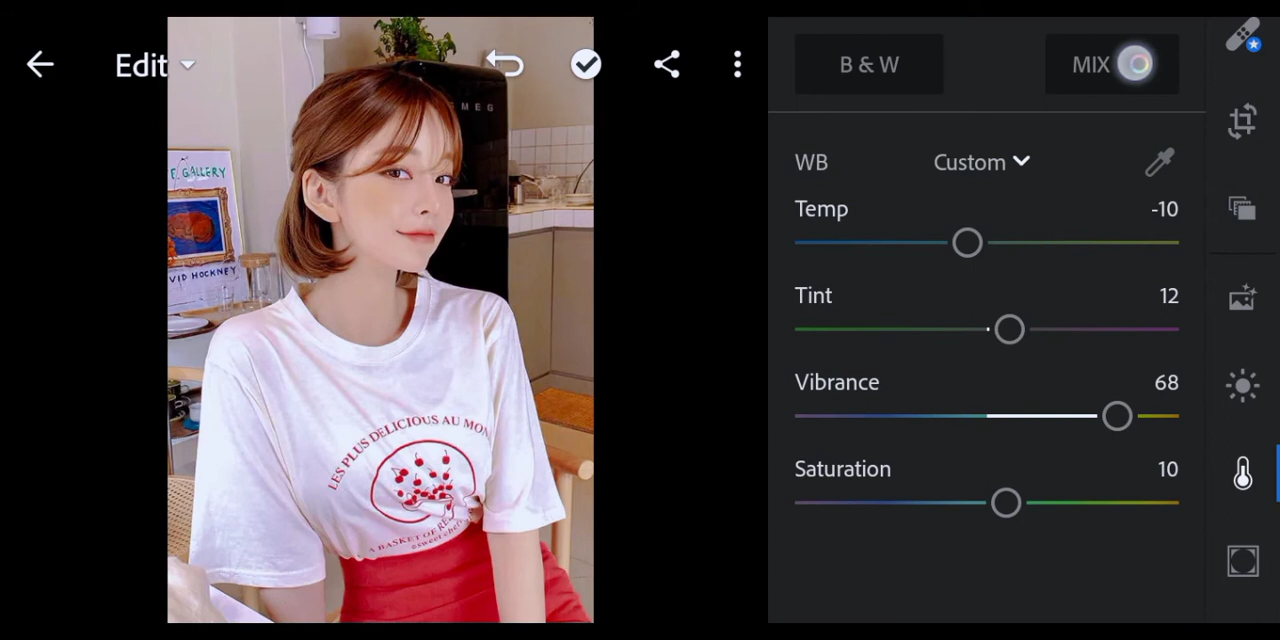 Edit
B & W
MIX
WB
Custom
Temp
-10
Tint
12
Vibrance
68
Saturation
10
SMEG
GALLERY
VID HOCKNEY
LES PLUS DELICIOUS AU MON
A BASKET OF
sweet